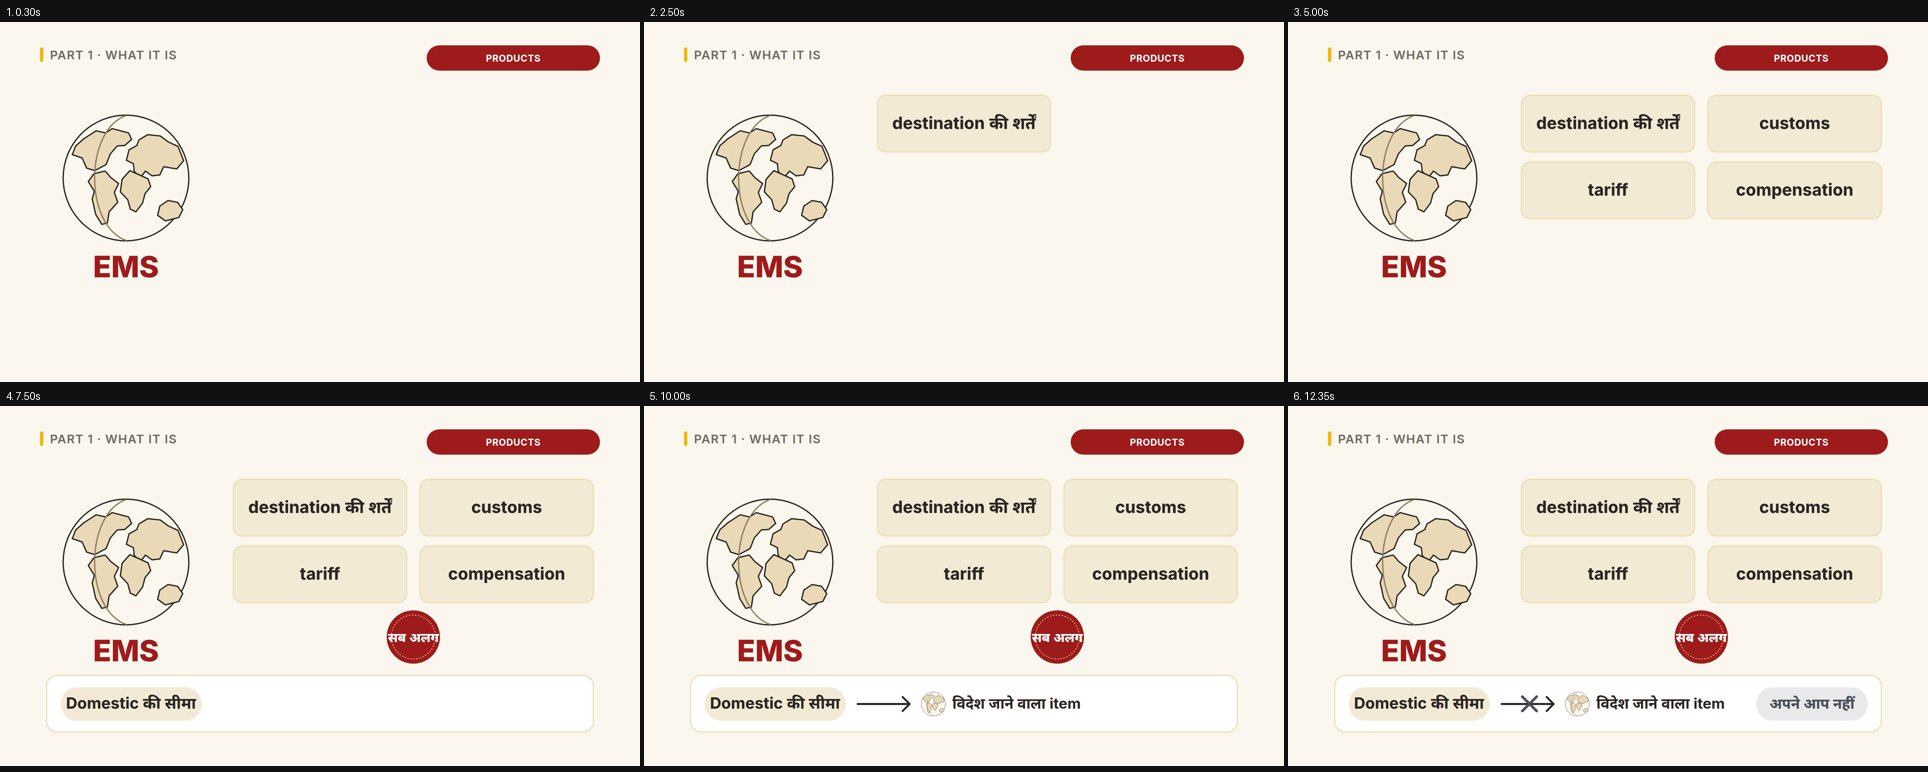 1. 0.30s
PART 1 · WHAT IT IS
PRODUCTS
EMS
2. 2.50s
PART 1 · WHAT IT IS
PRODUCTS
destination की शर्तें
EMS
3. 5.00s
PART 1 · WHAT IT IS
PRODUCTS
destination की शर्तें
customs
tariff
compensation
EMS
4. 7.50s
PART 1 · WHAT IT IS
PRODUCTS
destination की शर्तें
customs
tariff
compensation
सब अलग
EMS
Domestic की सीमा
5. 10.00s
PART 1 · WHAT IT IS
PRODUCTS
destination की शर्तें
customs
tariff
compensation
सब अलग
EMS
Domestic की सीमा
विदेश जाने वाला item
6. 12.35s
PART 1 · WHAT IT IS
PRODUCTS
destination की शर्तें
customs
tariff
compensation
सब अलग
EMS
Domestic की सीमा
विदेश जाने वाला item
अपने आप नहीं